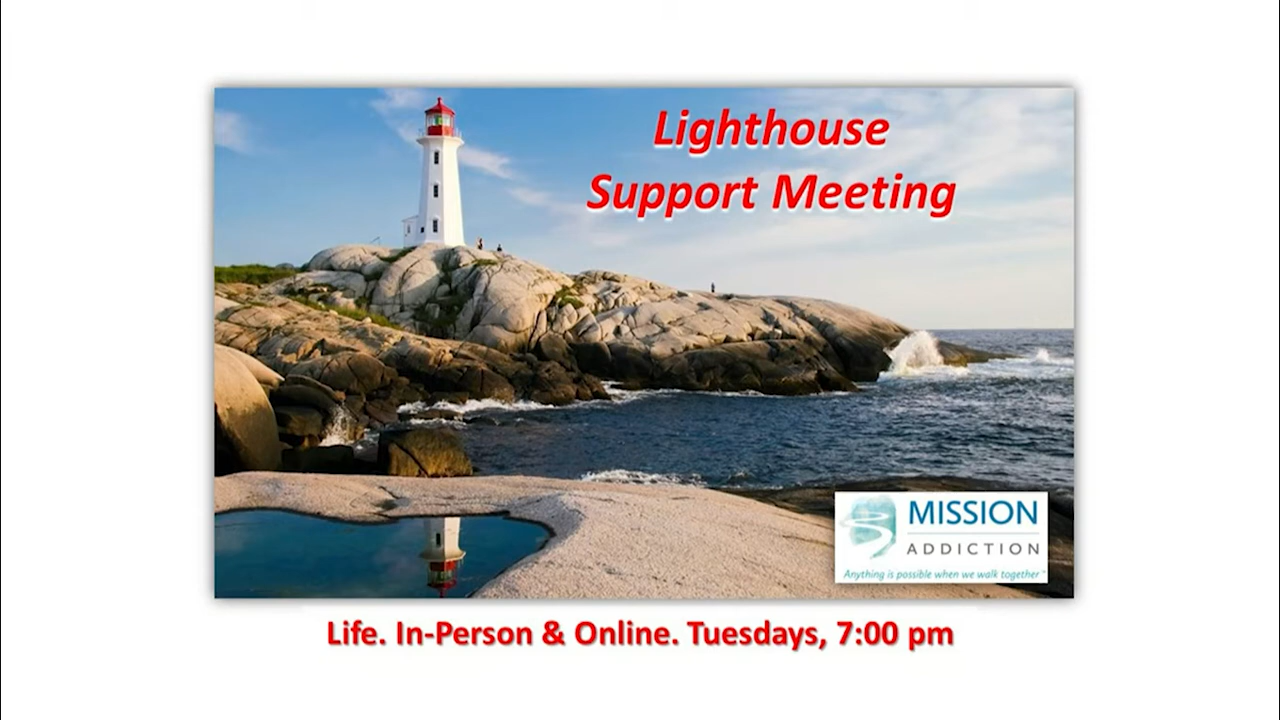 Lighthouse
Support Meeting
MISSION
ADDICTION
Anything is possible when we walk together™
Life. In-Person & Online. Tuesdays, 7:00 pm